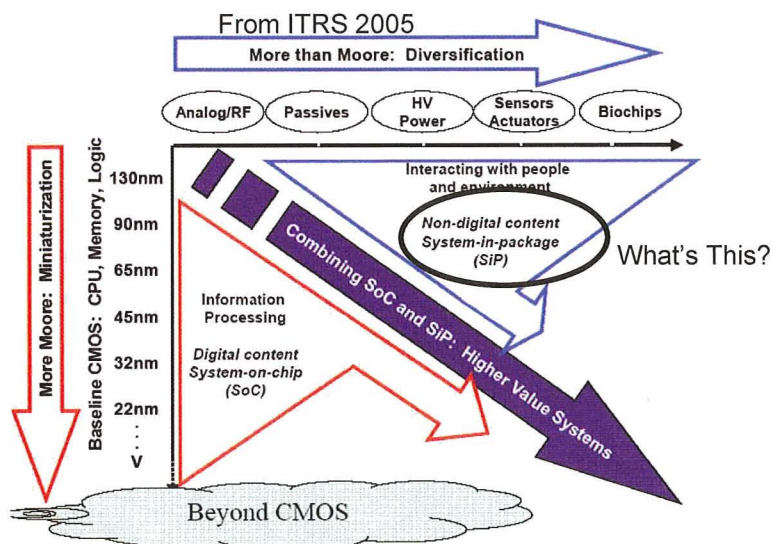 From ITRS 2005
More than Moore: Diversification
Analog/RF
Passives
HV
Power
Sensors
Actuators
Biochips
More Moore: Miniaturization
Baseline CMOS: CPU, Memory, Logic
130nm
90nm
65nm
45nm
32nm
22nm
.
.
.
V
Interacting with people
and environment
Non-digital content
System-in-package
(SiP)
What's This?
Combining SoC and SiP: Higher Value Systems
Information
Processing
Digital content
System-on-chip
(SoC)
Beyond CMOS